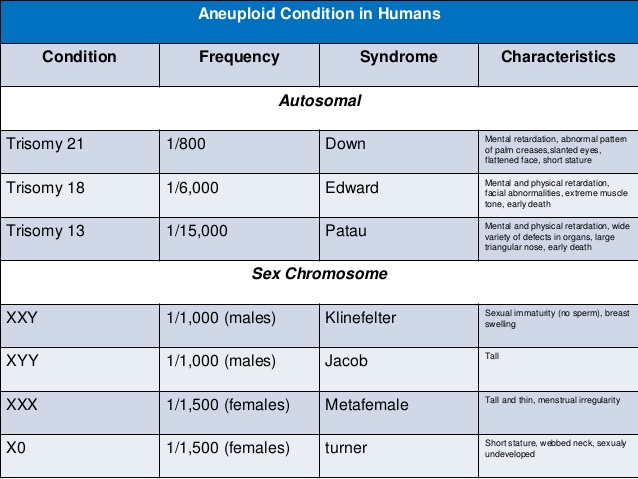 Aneuploid Condition in Humans
Condition Frequency Syndrome Characteristics
Autosomal
Trisomy 21 1/800 Down Mental retardation, abnormal pattern
of palm creases,slanted eyes,
flattened face, short stature
Trisomy 18 1/6,000 Edward Mental and physical retardation,
facial abnormalities, extreme muscle
tone, early death
Trisomy 13 1/15,000 Patau Mental and physical retardation, wide
variety of defects in organs, large
triangular nose, early death
Sex Chromosome
XXY 1/1,000 (males) Klinefelter Sexual immaturity (no sperm), breast
swelling
XYY 1/1,000 (males) Jacob Tall
XXX 1/1,500 (females) Metafemale Tall and thin, menstrual irregularity
X0 1/1,500 (females) turner Short stature, webbed neck, sexualy
undeveloped